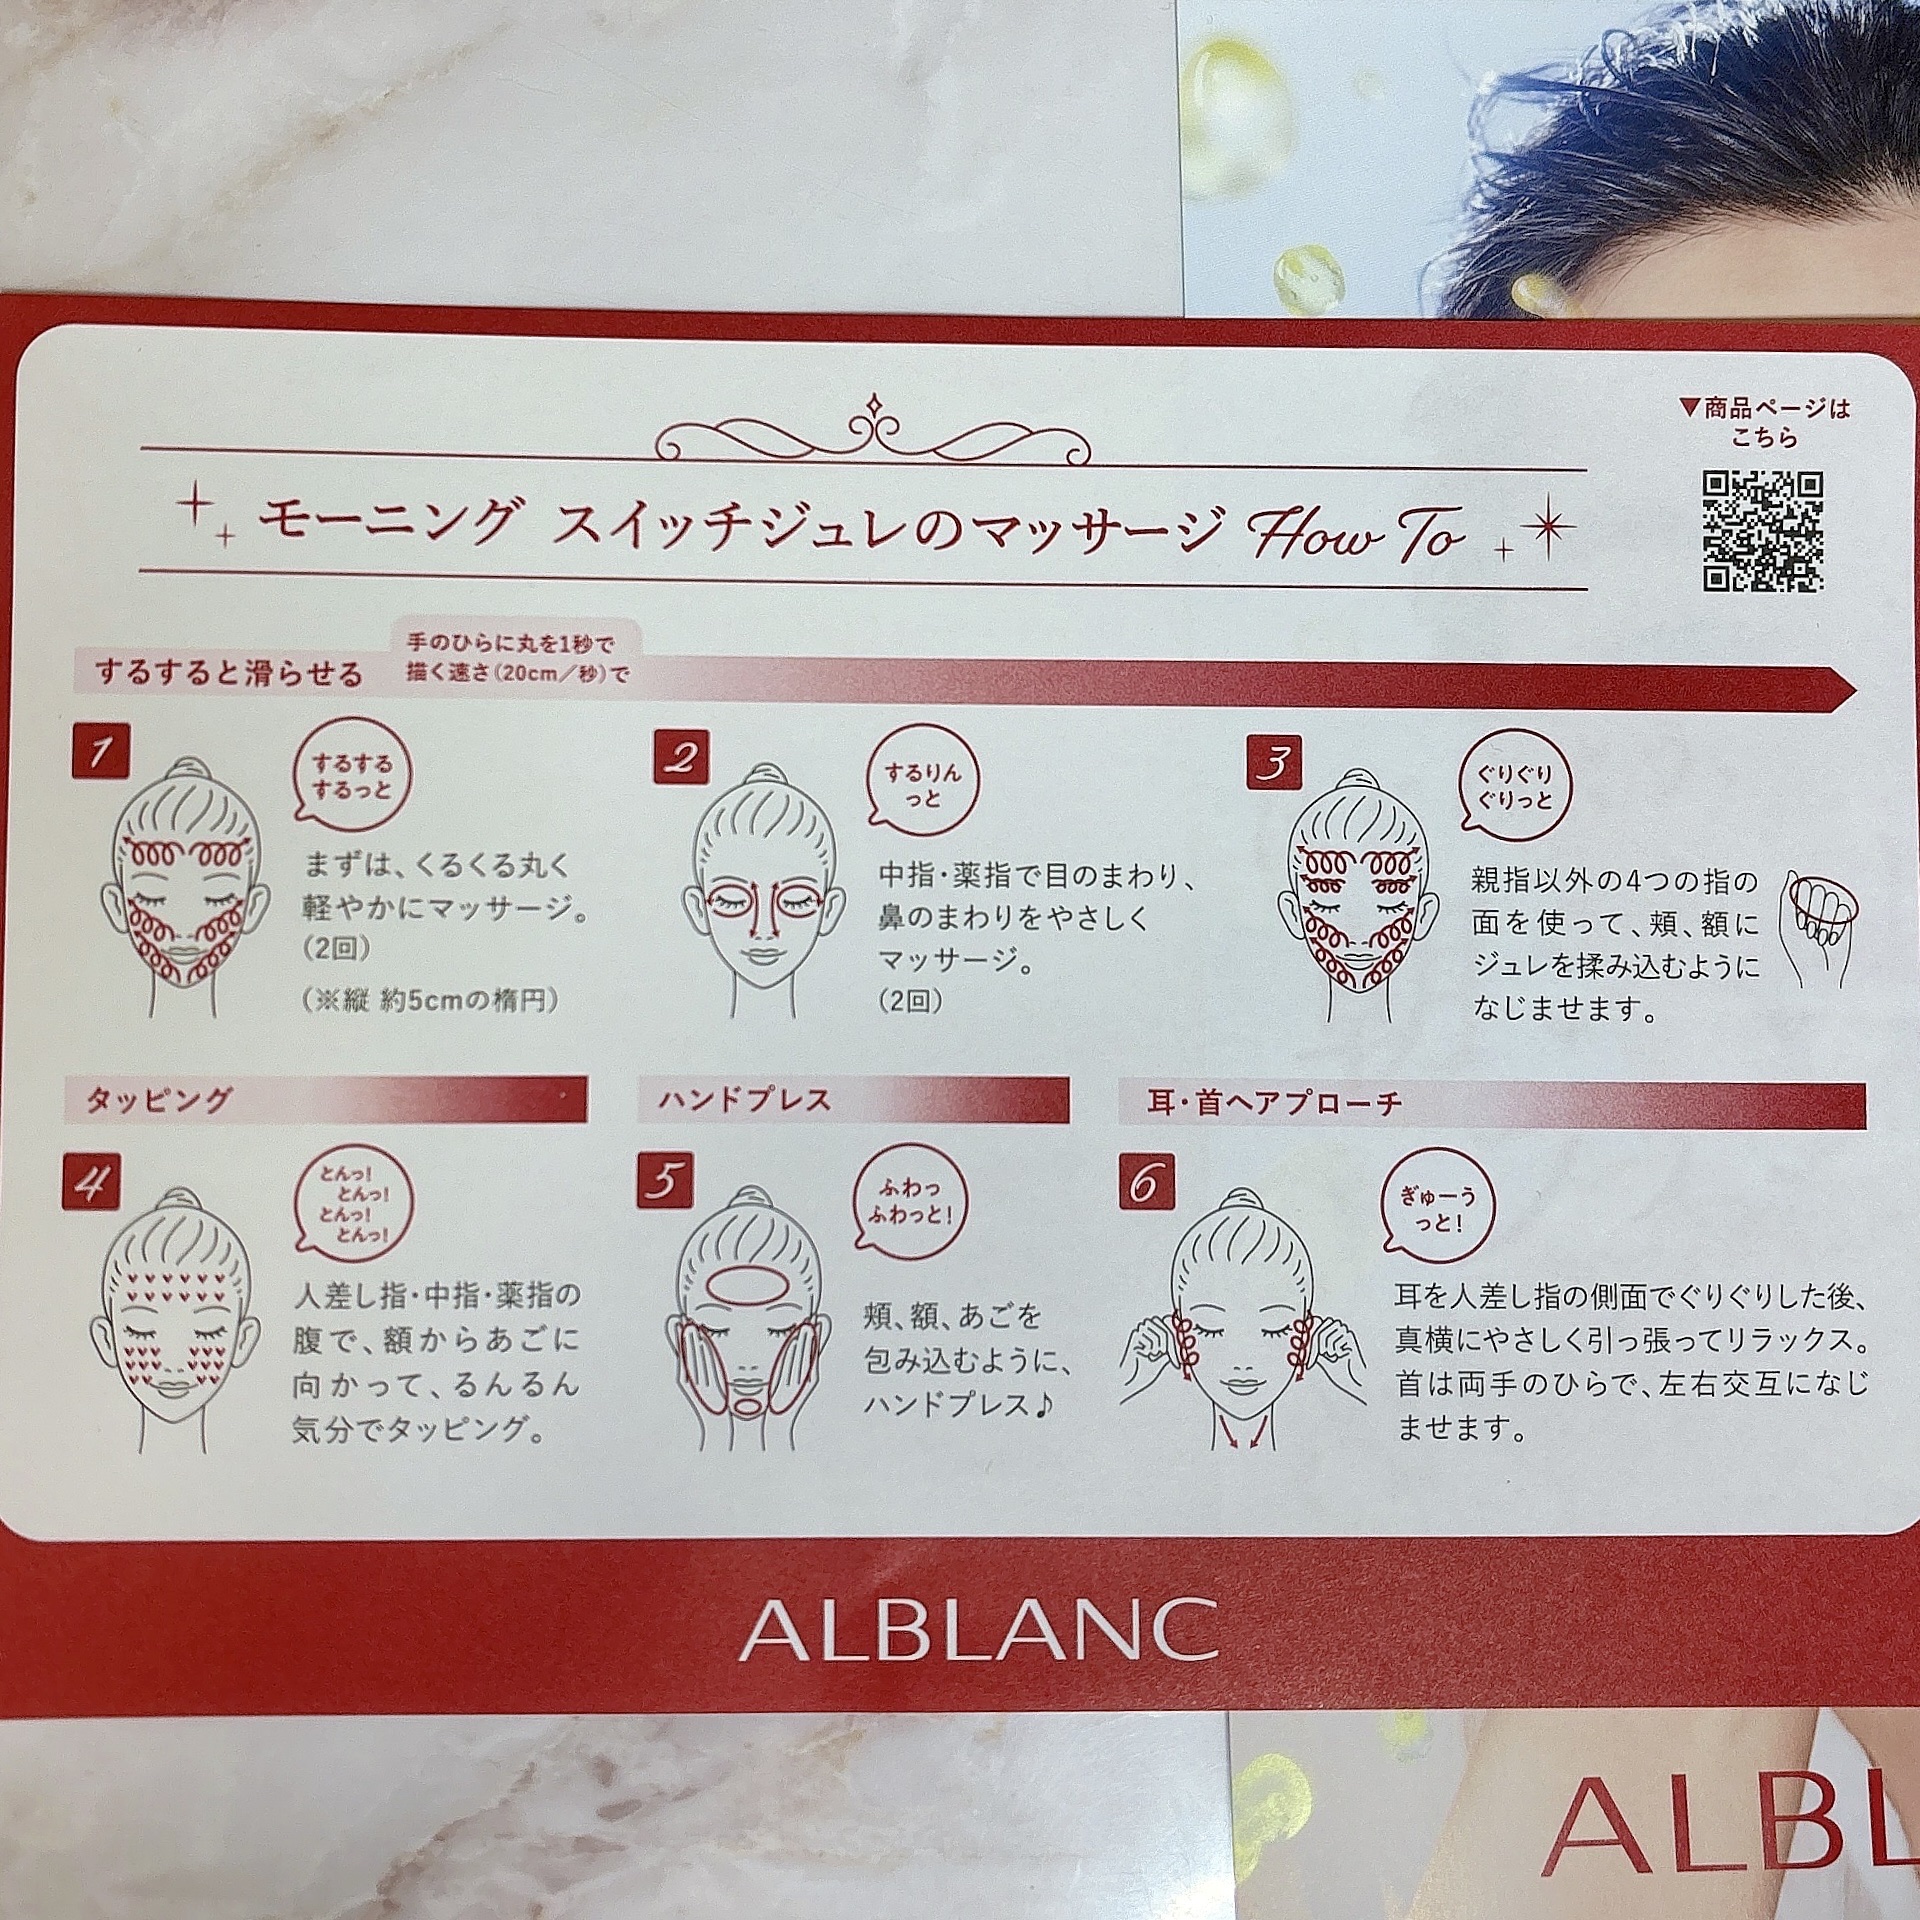 ▼商品ページは
こちら
モーニング スイッチジュレのマッサージ How To
するすると滑らせる
手のひらに丸を1秒で
描く速さ(20cm／秒)で
1
するする
するっと
まずは、くるくる丸く
軽やかにマッサージ。
(2回)
(※縦 約5cmの楕円)
2
するりん
っと
中指・薬指で目のまわり、
鼻のまわりをやさしく
マッサージ。
(2回)
3
ぐりぐり
ぐりっと
親指以外の4つの指の
面を使って、頬、額に
ジュレを揉み込むように
なじませます。
タッピング
4
とんっ!
とんっ!
とんっ!
とんっ!
人差し指・中指・薬指の
腹で、額からあごに
向かって、るんるん
気分でタッピング。
ハンドプレス
5
ふわっ
ふわっと!
頬、額、あごを
包み込むように、
ハンドプレス♪
耳・首へアプローチ
6
ぎゅーう
っと!
耳を人差し指の側面でぐりぐりした後、
真横にやさしく引っ張ってリラックス。
首は両手のひらで、左右交互になじ
ませます。
ALBLANC
ALBL